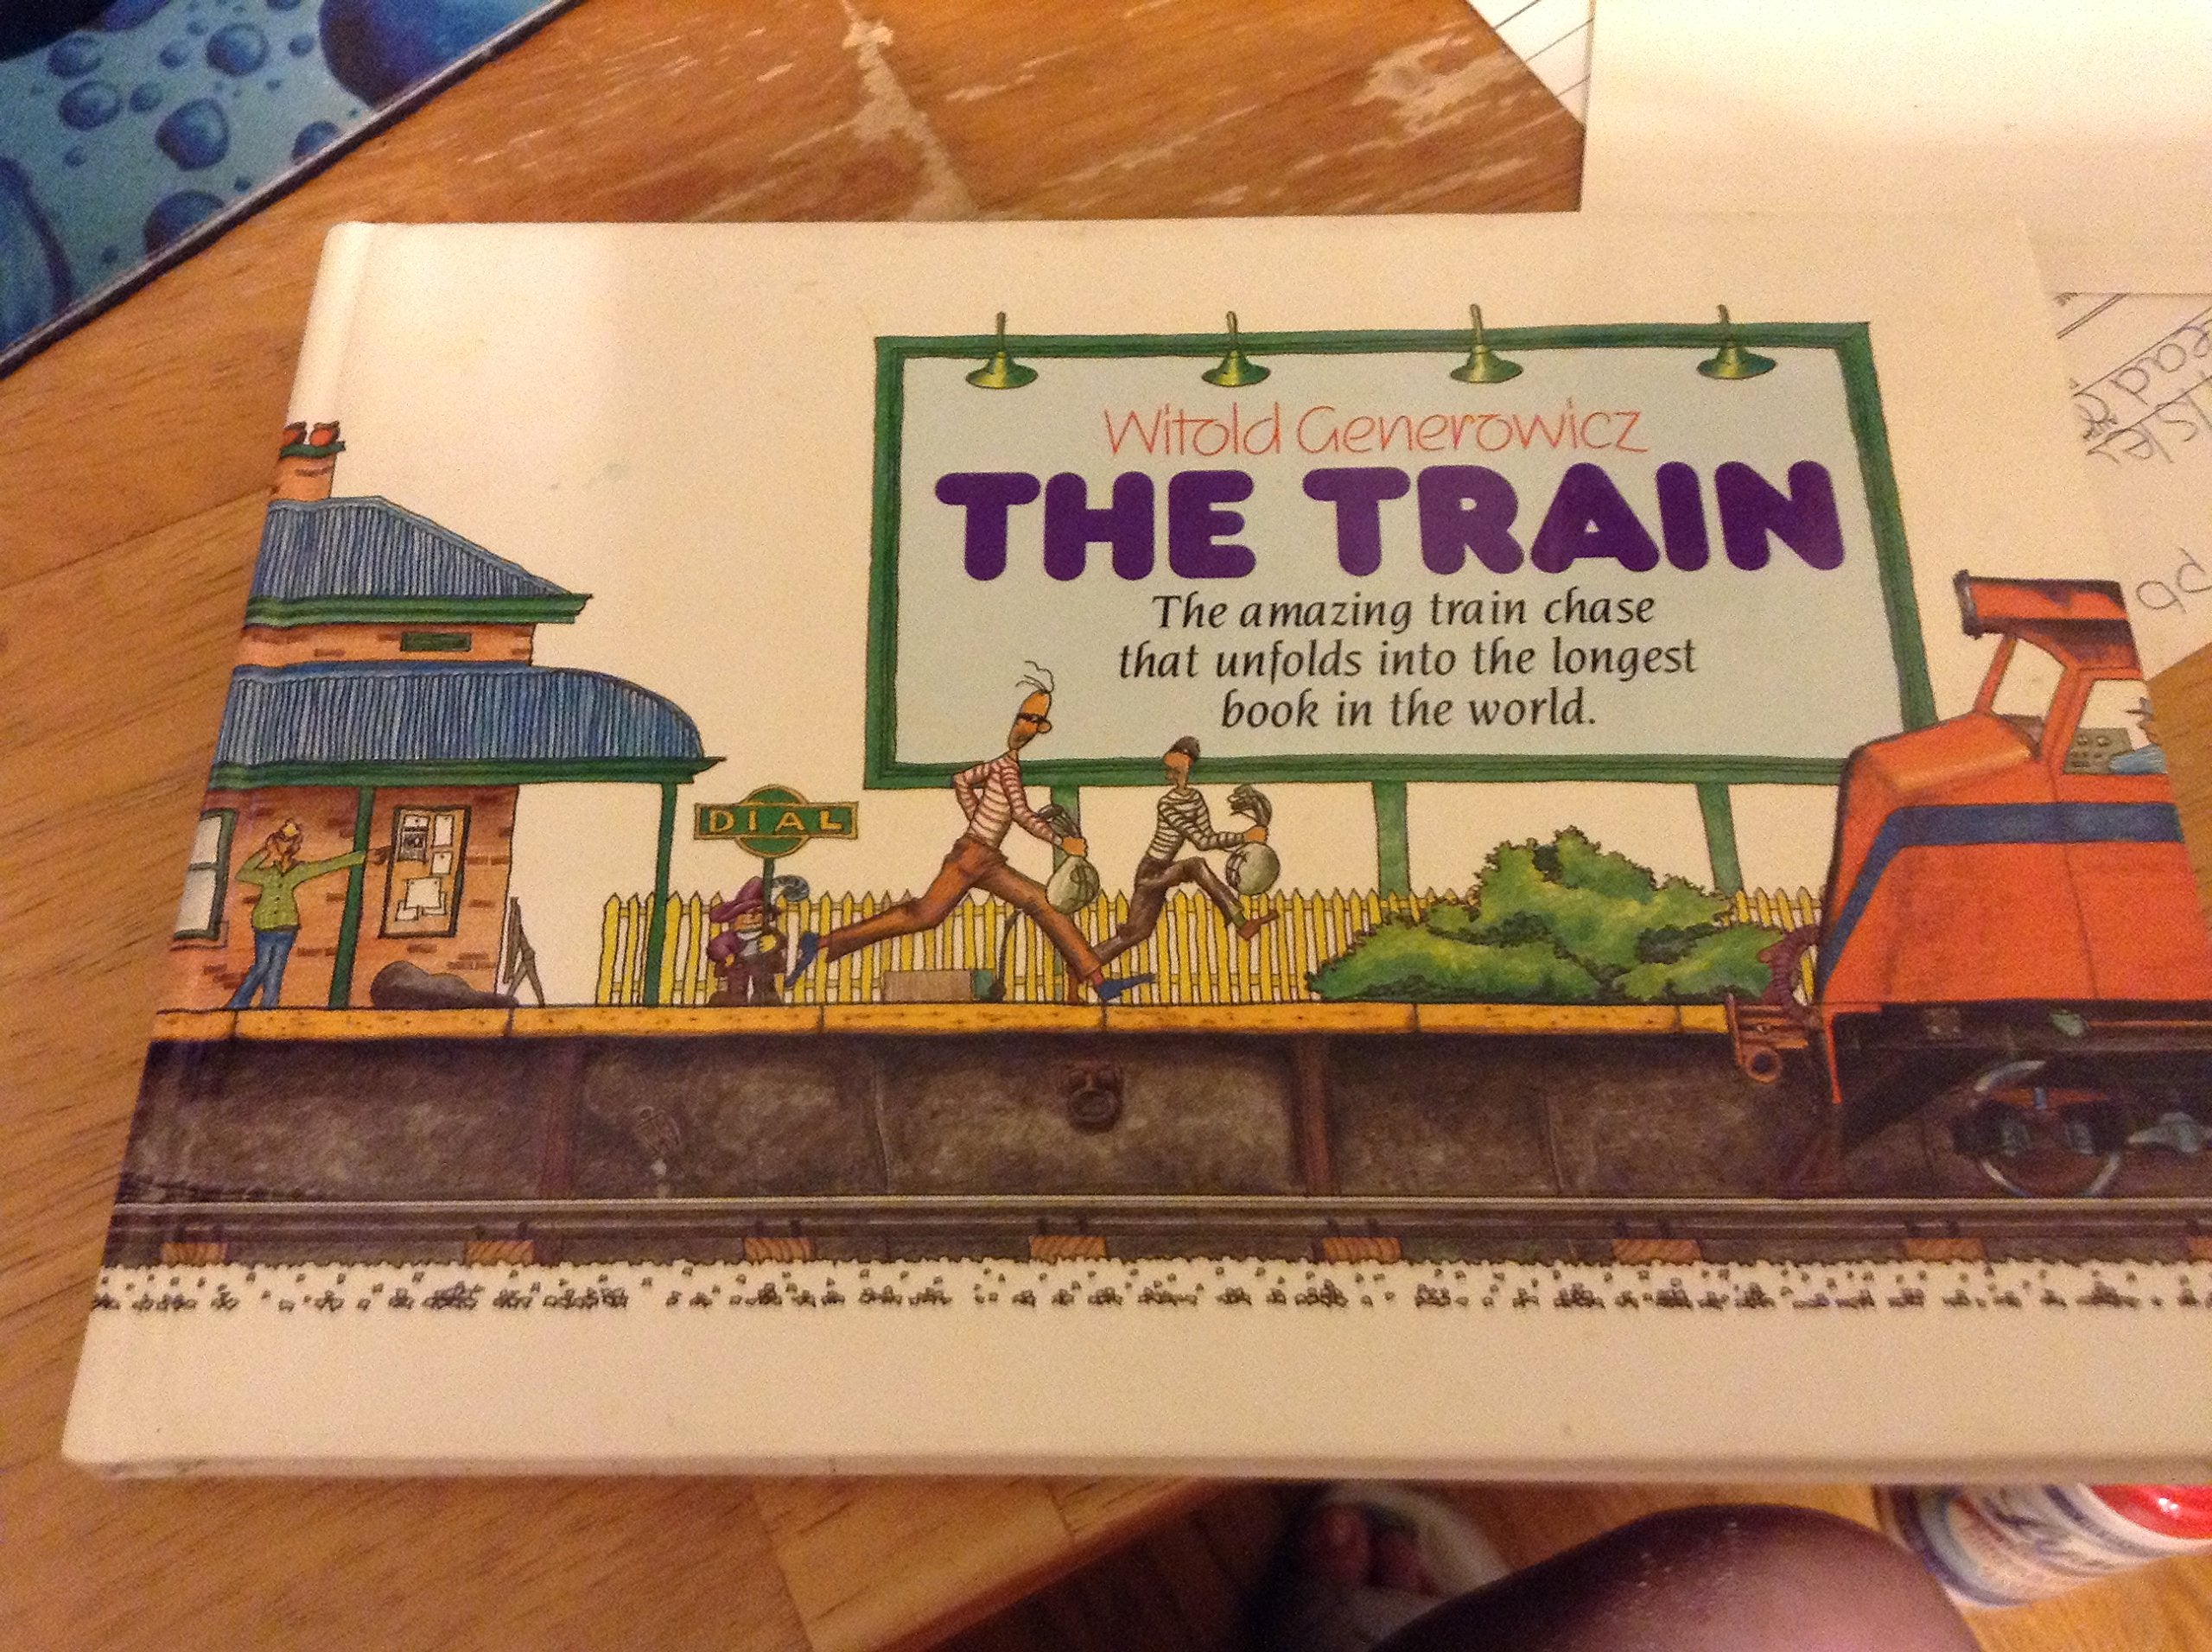 Witold Generowicz
THE TRAIN
The amazing train chase
that unfolds into the longest
book in the world.
DIAL